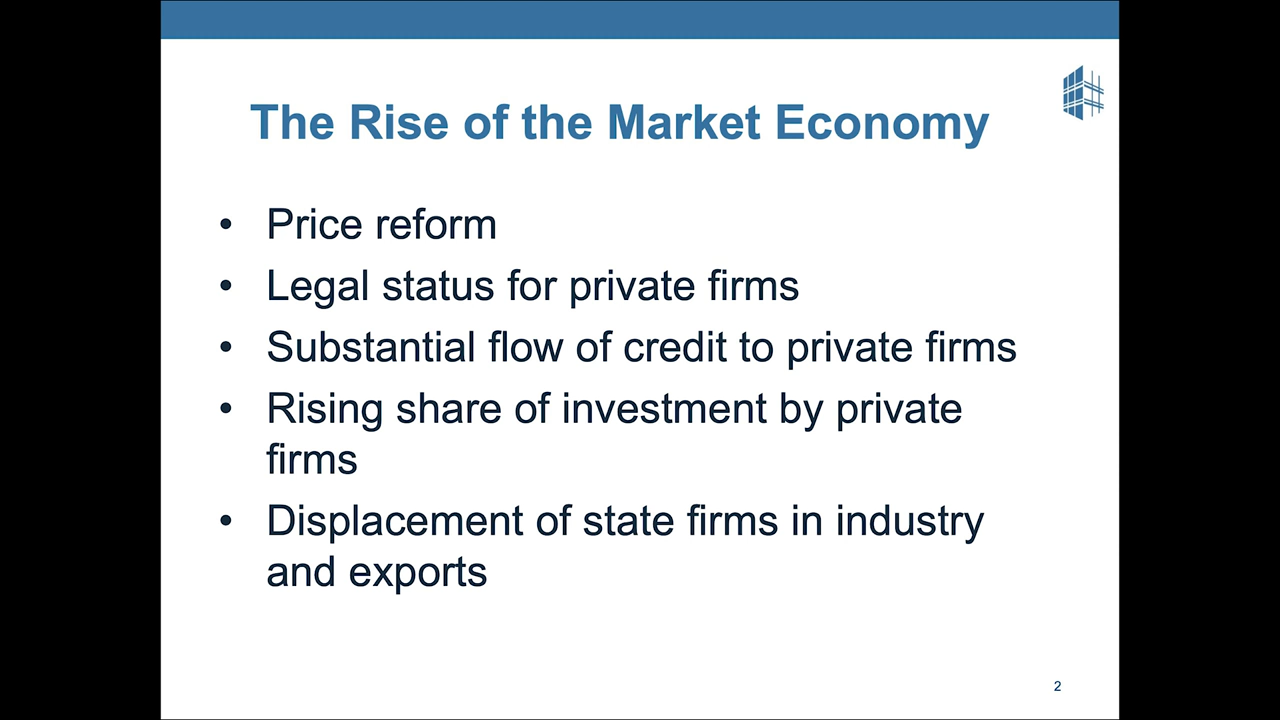 The Rise of the Market Economy
• Price reform
• Legal status for private firms
• Substantial flow of credit to private firms
• Rising share of investment by private
firms
• Displacement of state firms in industry
and exports
2